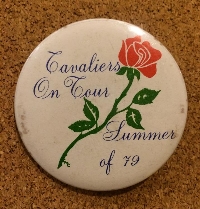 Cavaliers
On Tour
Summer
of 79